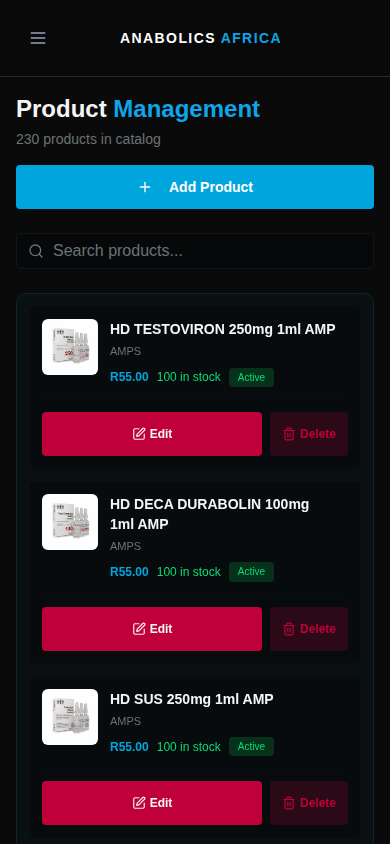 ANABOLICS AFRICA
Product Management
230 products in catalog
Add Product
Search products...
HD TESTOVIRON 250mg 1ml AMP
AMPS
R55.00 100 in stock Active
Edit Delete
HD DECA DURABOLIN 100mg
1ml AMP
AMPS
R55.00 100 in stock Active
Edit Delete
HD SUS 250mg 1ml AMP
AMPS
R55.00 100 in stock Active
Edit Delete